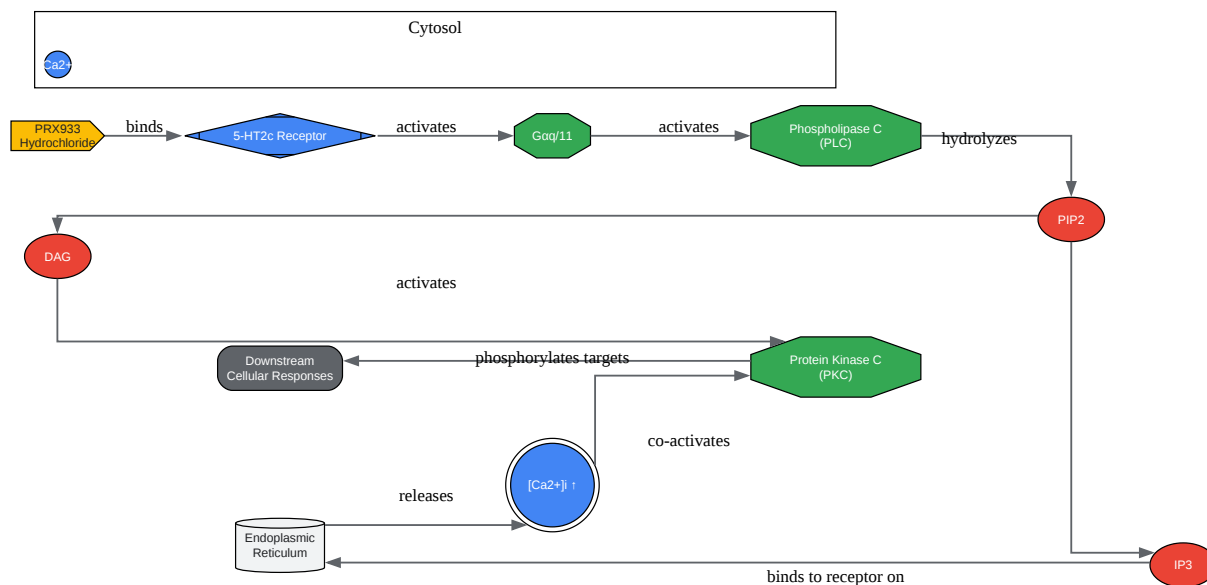 Cytosol
Ca2+
PRX933
Hydrochloride
binds
5-HT2c Receptor
activates
Gαq/11
activates
Phospholipase C
(PLC)
hydrolyzes
PIP2
DAG
activates
Downstream
Cellular Responses
phosphorylates targets
Protein Kinase C
(PKC)
co-activates
[Ca2+]i ↑
releases
Endoplasmic
Reticulum
binds to receptor on
IP3